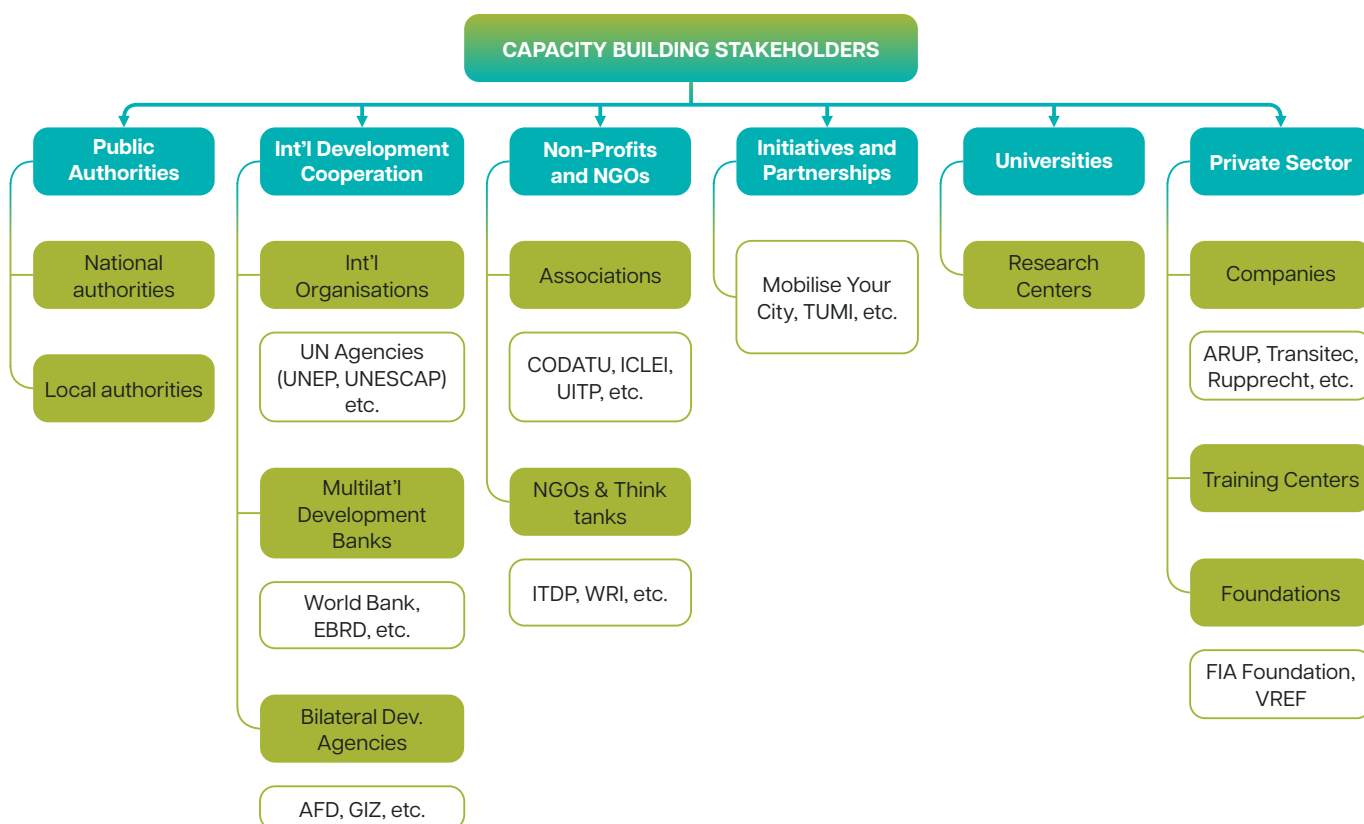 CAPACITY BUILDING STAKEHOLDERS
Public
Authorities
National
authorities
Local authorities
Int'l Development
Cooperation
Int'l
Organisations
UN Agencies
(UNEP, UNESCAP)
etc.
Multilat'l
Development
Banks
World Bank,
EBRD, etc.
Bilateral Dev.
Agencies
AFD, GIZ, etc.
Non-Profits
and NGOs
Associations
CODATU, ICLEI,
UITP, etc.
NGOs & Think
tanks
ITDP, WRI, etc.
Initiatives and
Partnerships
Mobilise Your
City, TUMI, etc.
Universities
Research
Centers
Private Sector
Companies
ARUP, Transitec,
Rupprecht, etc.
Training Centers
Foundations
FIA Foundation,
VREF